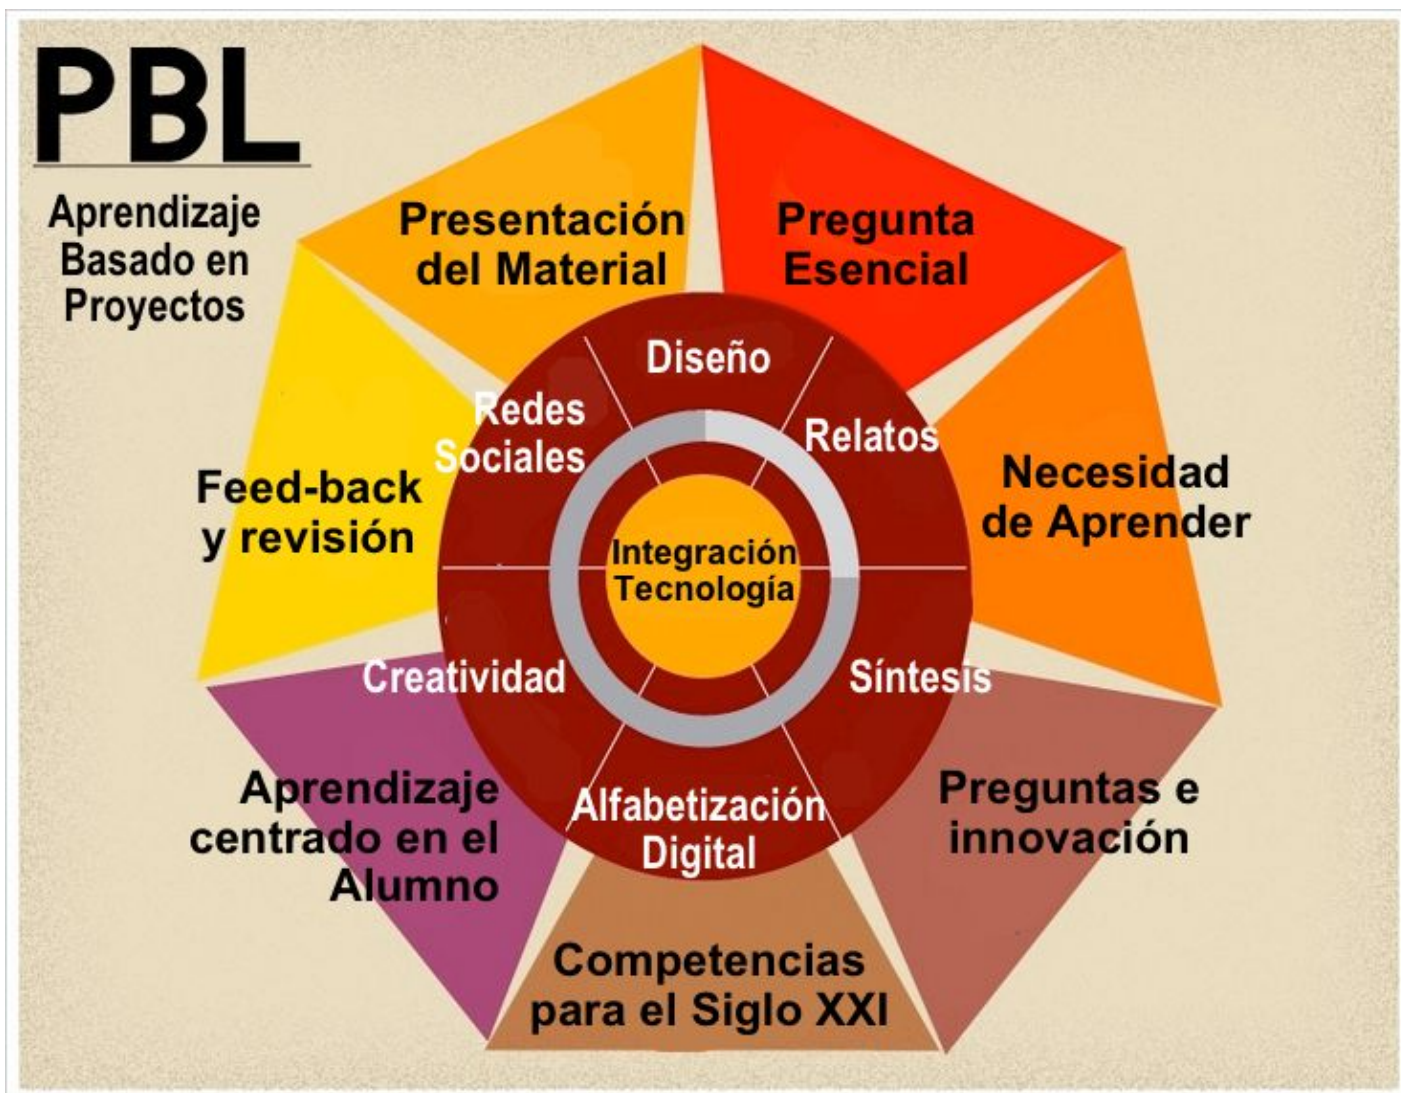 PBL
Aprendizaje
Basado en
Proyectos
Presentación
del Material
Pregunta
Esencial
Necesidad
de Aprender
Preguntas e
innovación
Competencias
para el Siglo XXI
Aprendizaje
centrado en el
Alumno
Feed-back
y revisión
Diseño
Relatos
Síntesis
Alfabetización
Digital
Creatividad
Redes
Sociales
Integración
Tecnología